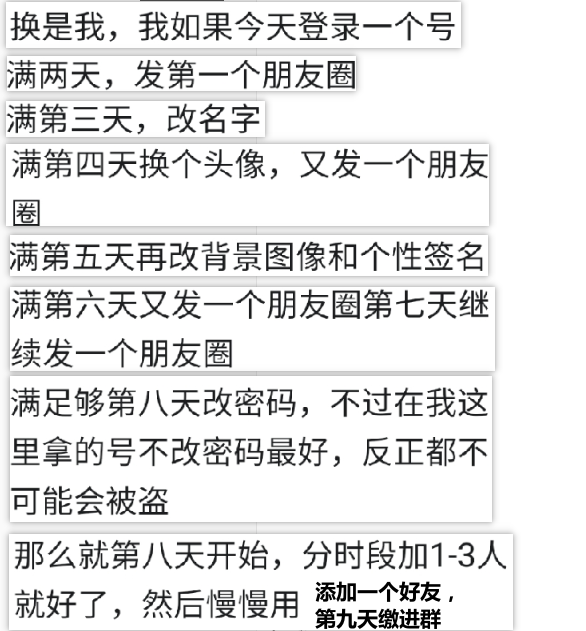 换是我，我如果今天登录一个号
满两天，发第一个朋友圈
满第三天，改名字
满第四天换个头像，又发一个朋友
圈
满第五天再改背景图像和个性签名
满第六天又发一个朋友圈第七天继
续发一个朋友圈
满足够第八天改密码，不过在我这
里拿的号不改密码最好，反正都不
可能会被盗
那么就第八天开始，分时段加1-3人
就好了，然后慢慢用
添加一个好友，
第九天缴进群